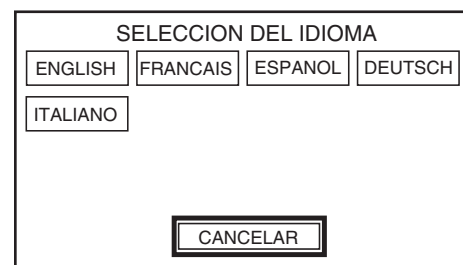 SELECCION DEL IDIOMA
ENGLISH FRANCAIS ESPANOL DEUTSCH
ITALIANO
CANCELAR